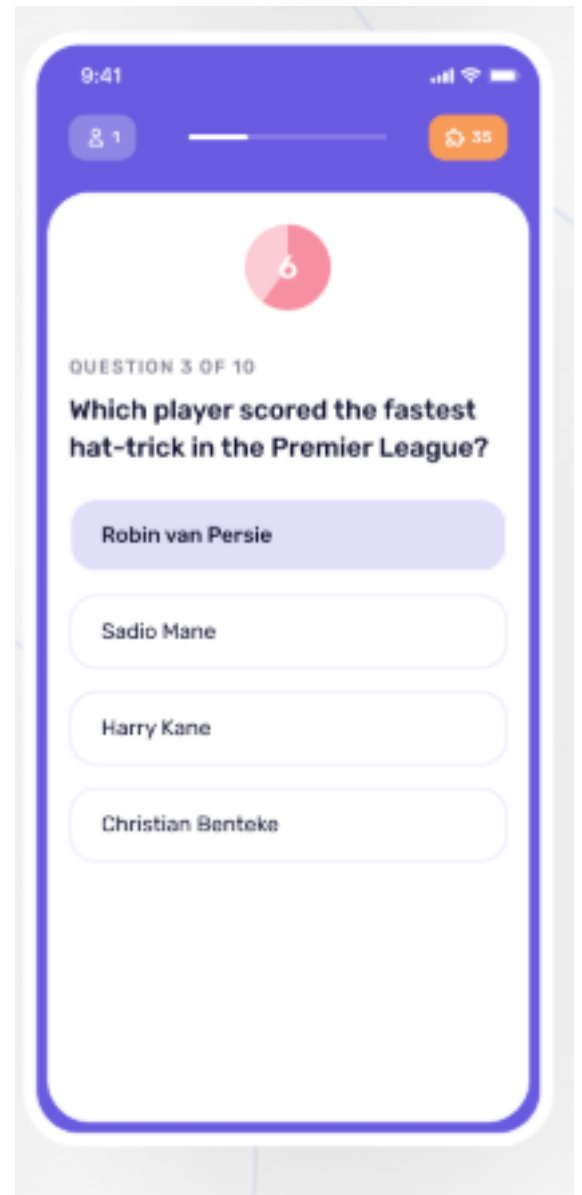 9:41
1
35
6
QUESTION 3 OF 10
Which player scored the fastest
hat-trick in the Premier League?
Robin van Persie
Sadio Mane
Harry Kane
Christian Benteke